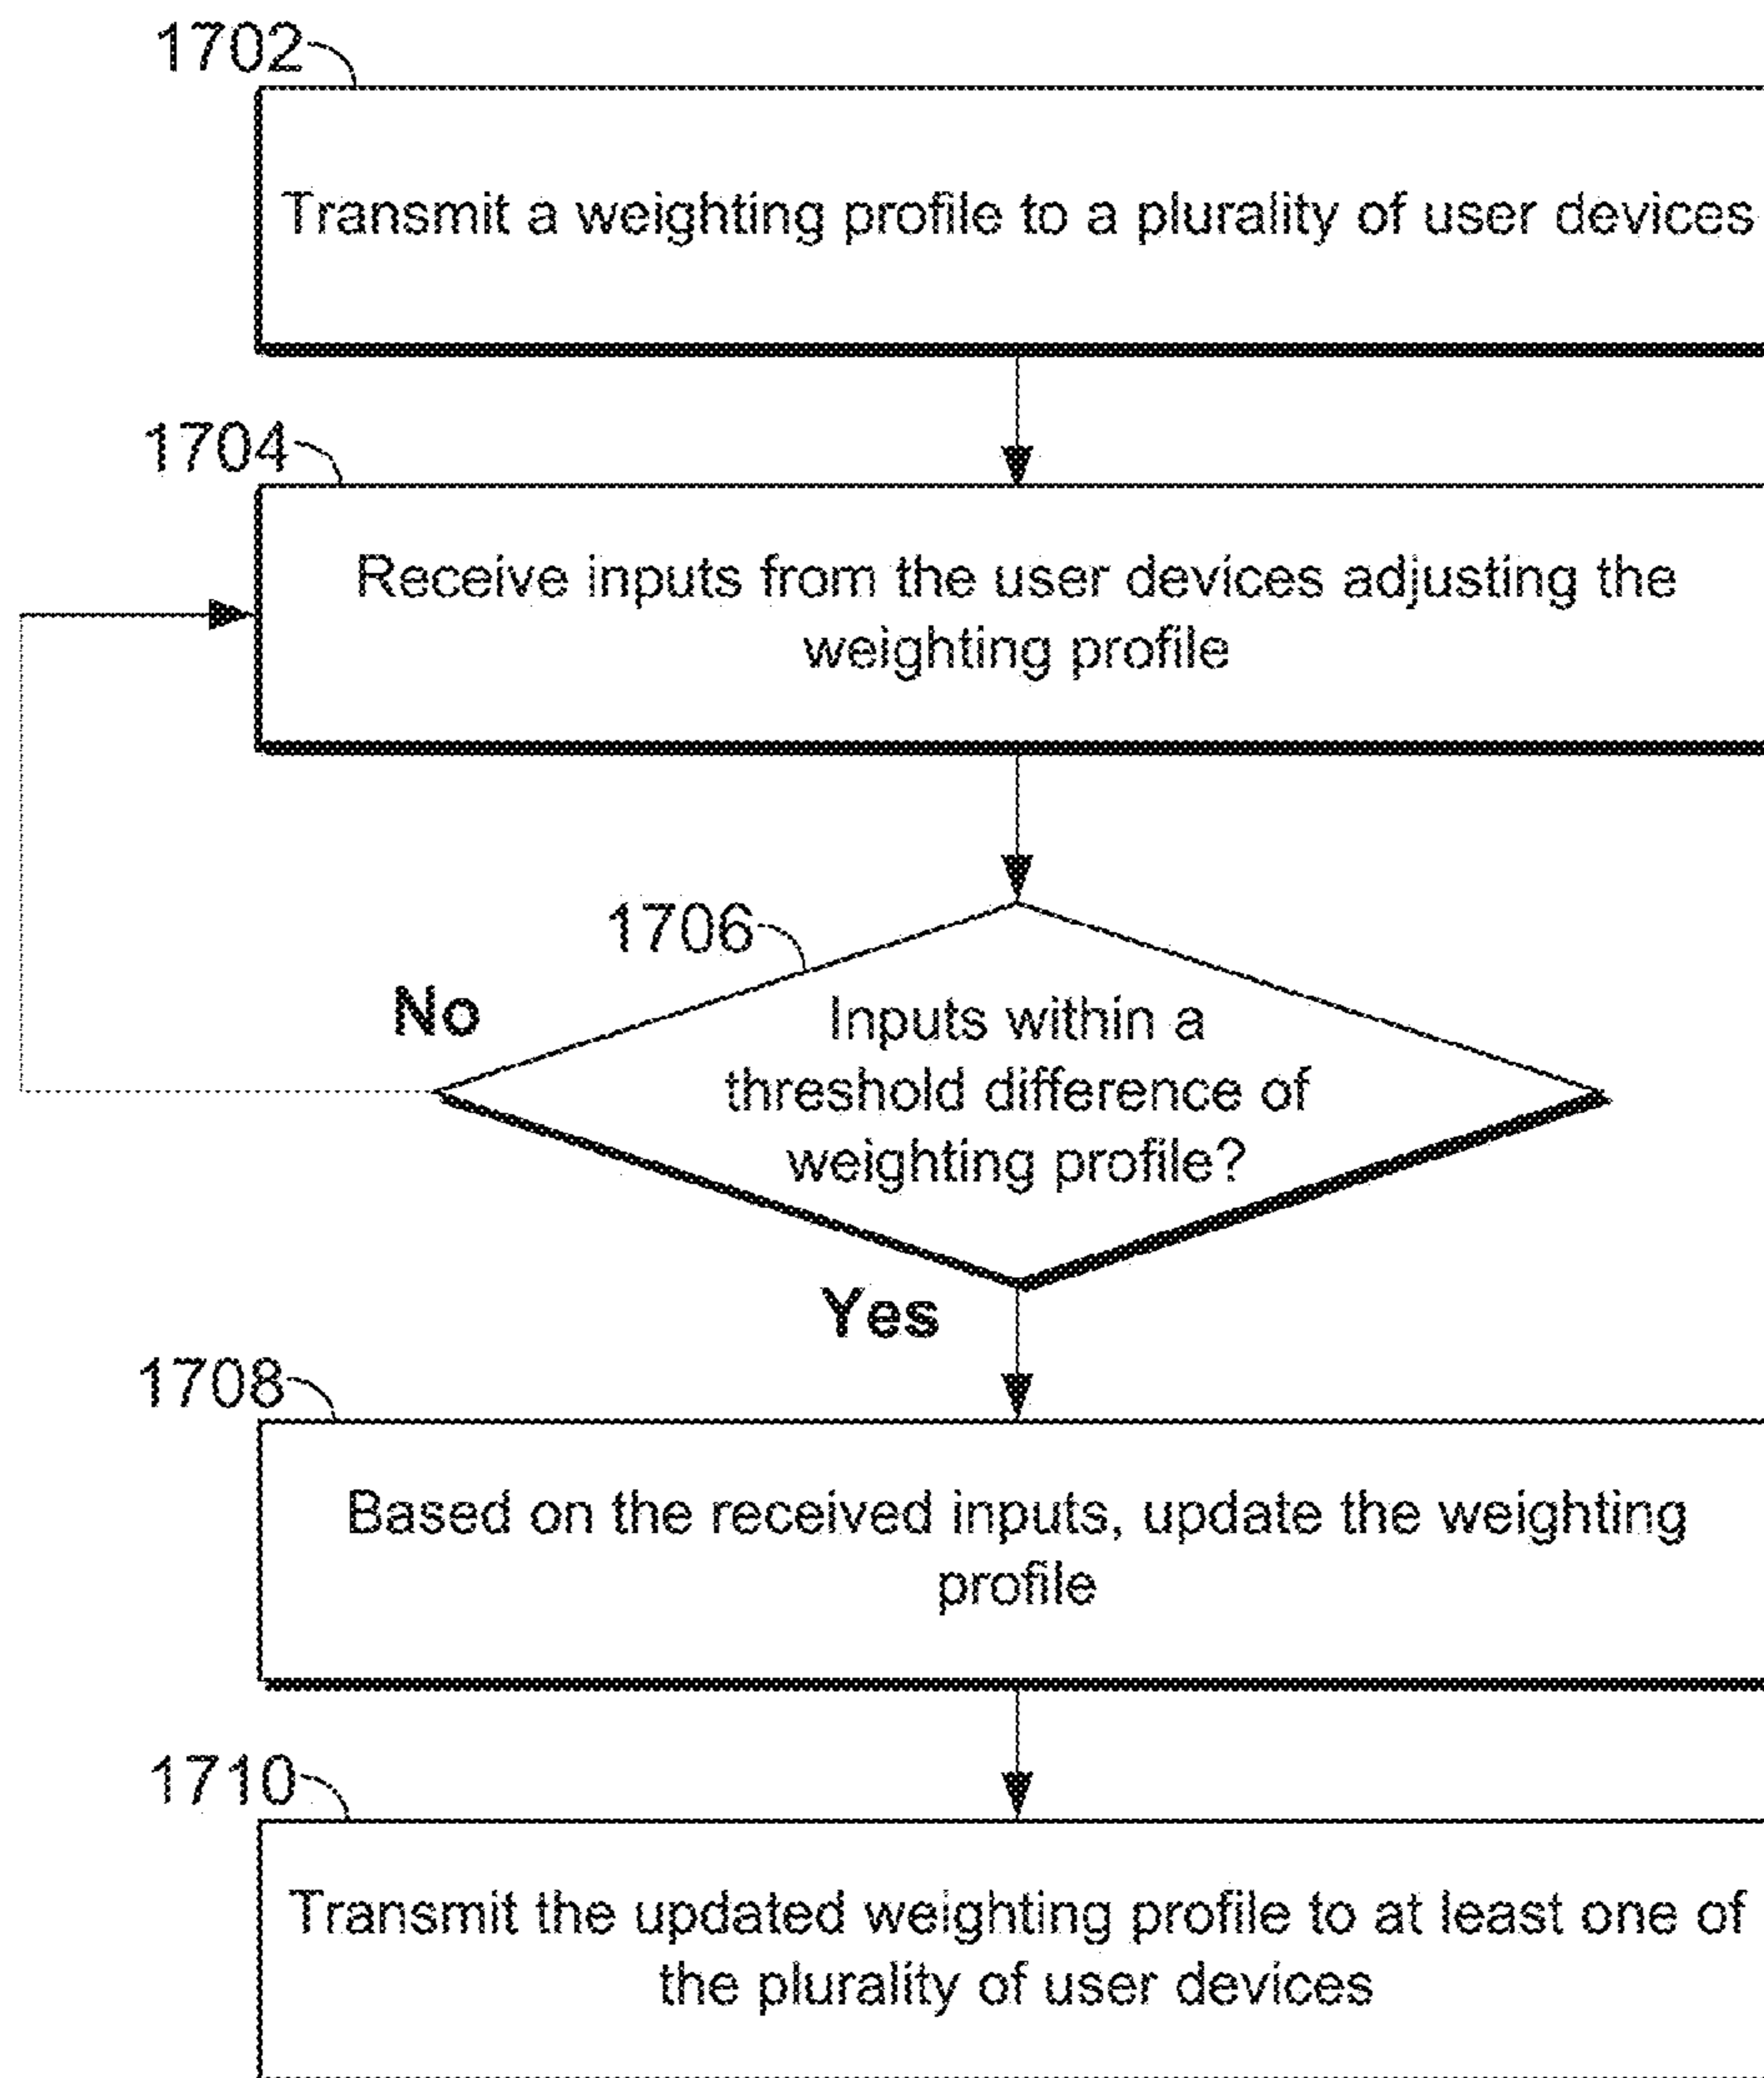 1702
Transmit a weighting profile to a plurality of user devices
1704
Receive inputs from the user devices adjusting the
weighting profile
1706
No
Inputs within a
threshold difference of
weighting profile?
Yes
1708
Based on the received inputs, update the weighting
profile
1710
Transmit the updated weighting profile to at least one of
the plurality of user devices